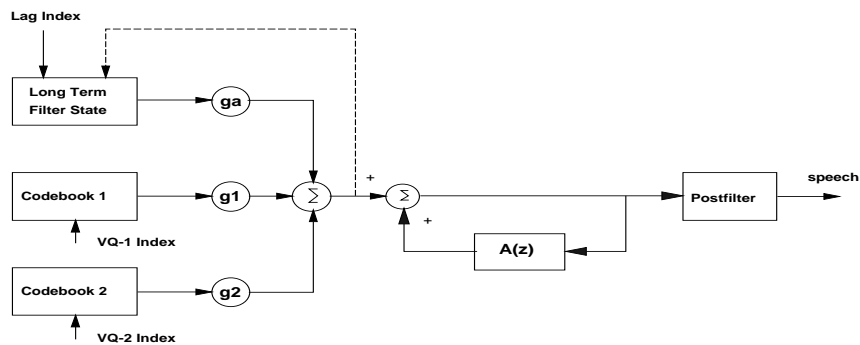 Lag Index
Long Term
Filter State
ga
Codebook 1
g1
Σ
+
Σ
+
A(z)
Postfilter
speech
VQ-1 Index
Codebook 2
g2
VQ-2 Index